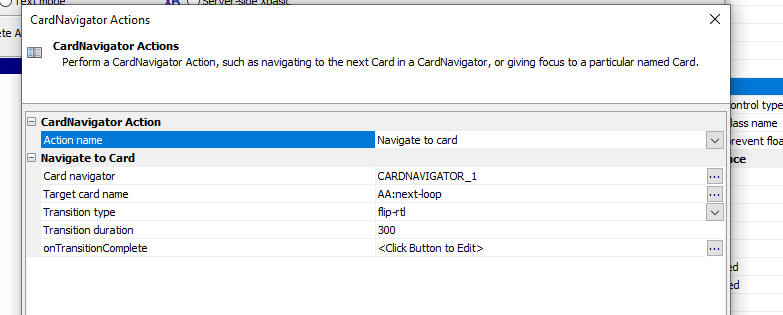 Text mode
Server-side Xbasic
CardNavigator Actions
ete A
CardNavigator Actions
Perform a CardNavigator Action, such as navigating to the next Card in a CardNavigator, or giving focus to a particular named Card.
CardNavigator Action
Action name Navigate to card
Navigate to Card
Card navigator CARDNAVIGATOR_1
Target card name AA:next-loop
Transition type flip-rtl
Transition duration 300
onTransitionComplete <Click Button to Edit>
ontrol type
lass name
revent floa
nce
ed
ed